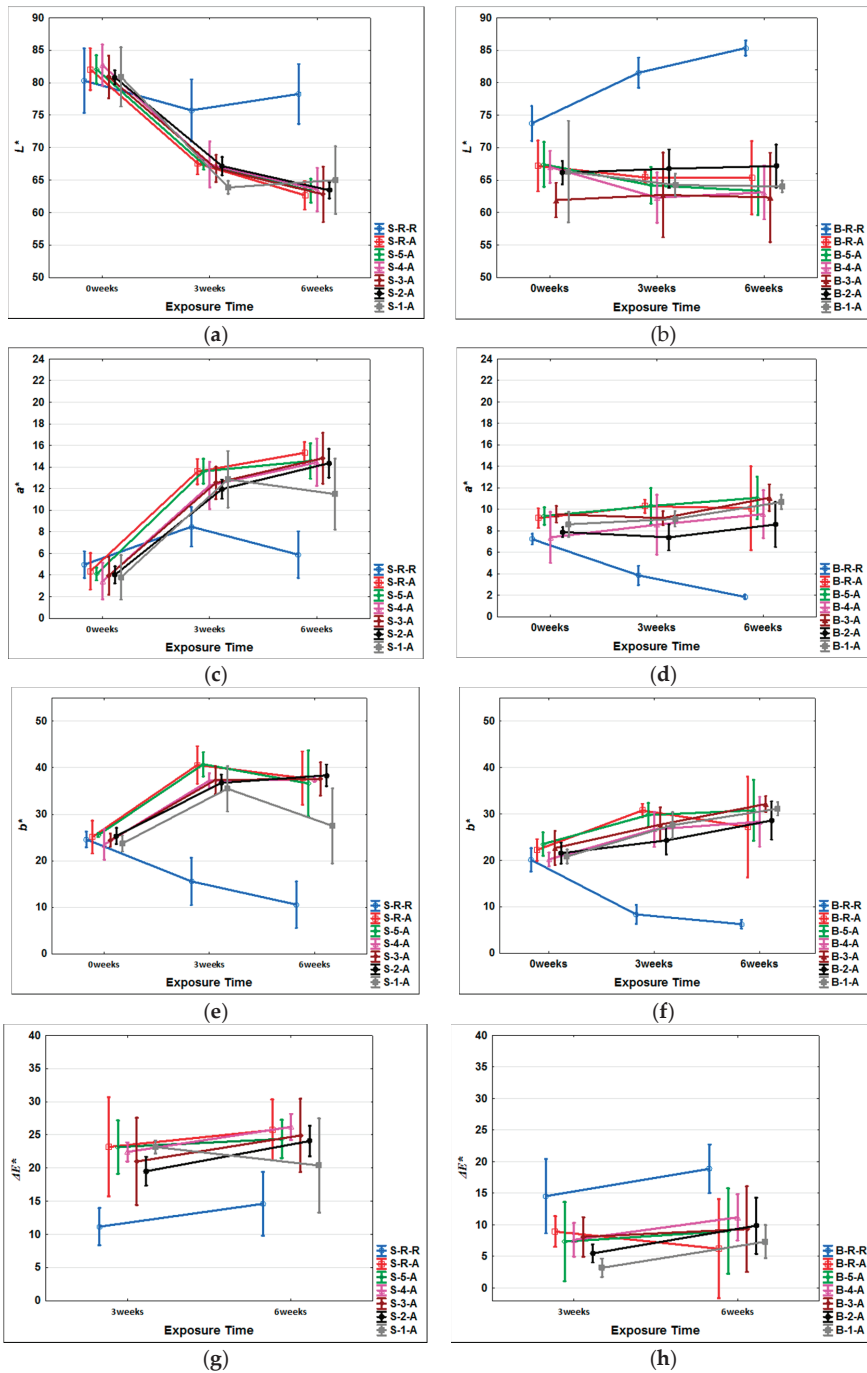 90
85
80
75
70
65
60
55
50
L*
0weeks 3weeks 6weeks
Exposure Time
S-R-R
S-R-A
S-5-A
S-4-A
S-3-A
S-2-A
S-1-A
(a)
90
85
80
75
70
65
60
55
50
L*
0weeks 3weeks 6weeks
Exposure Time
B-R-R
B-R-A
B-5-A
B-4-A
B-3-A
B-2-A
B-1-A
(b)
24
22
20
18
16
14
12
10
8
6
4
2
0
a*
0weeks 3weeks 6weeks
Exposure Time
S-R-R
S-R-A
S-5-A
S-4-A
S-3-A
S-2-A
S-1-A
(c)
24
22
20
18
16
14
12
10
8
6
4
2
0
a*
0weeks 3weeks 6weeks
Exposure Time
B-R-R
B-R-A
B-5-A
B-4-A
B-3-A
B-2-A
B-1-A
(d)
50
40
30
20
10
0
b*
0weeks 3weeks 6weeks
Exposure Time
S-R-R
S-R-A
S-5-A
S-4-A
S-3-A
S-2-A
S-1-A
(e)
50
40
30
20
10
0
b*
0weeks 3weeks 6weeks
Exposure Time
B-R-R
B-R-A
B-5-A
B-4-A
B-3-A
B-2-A
B-1-A
(f)
40
35
30
25
20
15
10
5
0
ΔE*
3weeks 6weeks
Exposure Time
S-R-R
S-R-A
S-5-A
S-4-A
S-3-A
S-2-A
S-1-A
(g)
40
35
30
25
20
15
10
5
0
ΔE*
3weeks 6weeks
Exposure Time
B-R-R
B-R-A
B-5-A
B-4-A
B-3-A
B-2-A
B-1-A
(h)